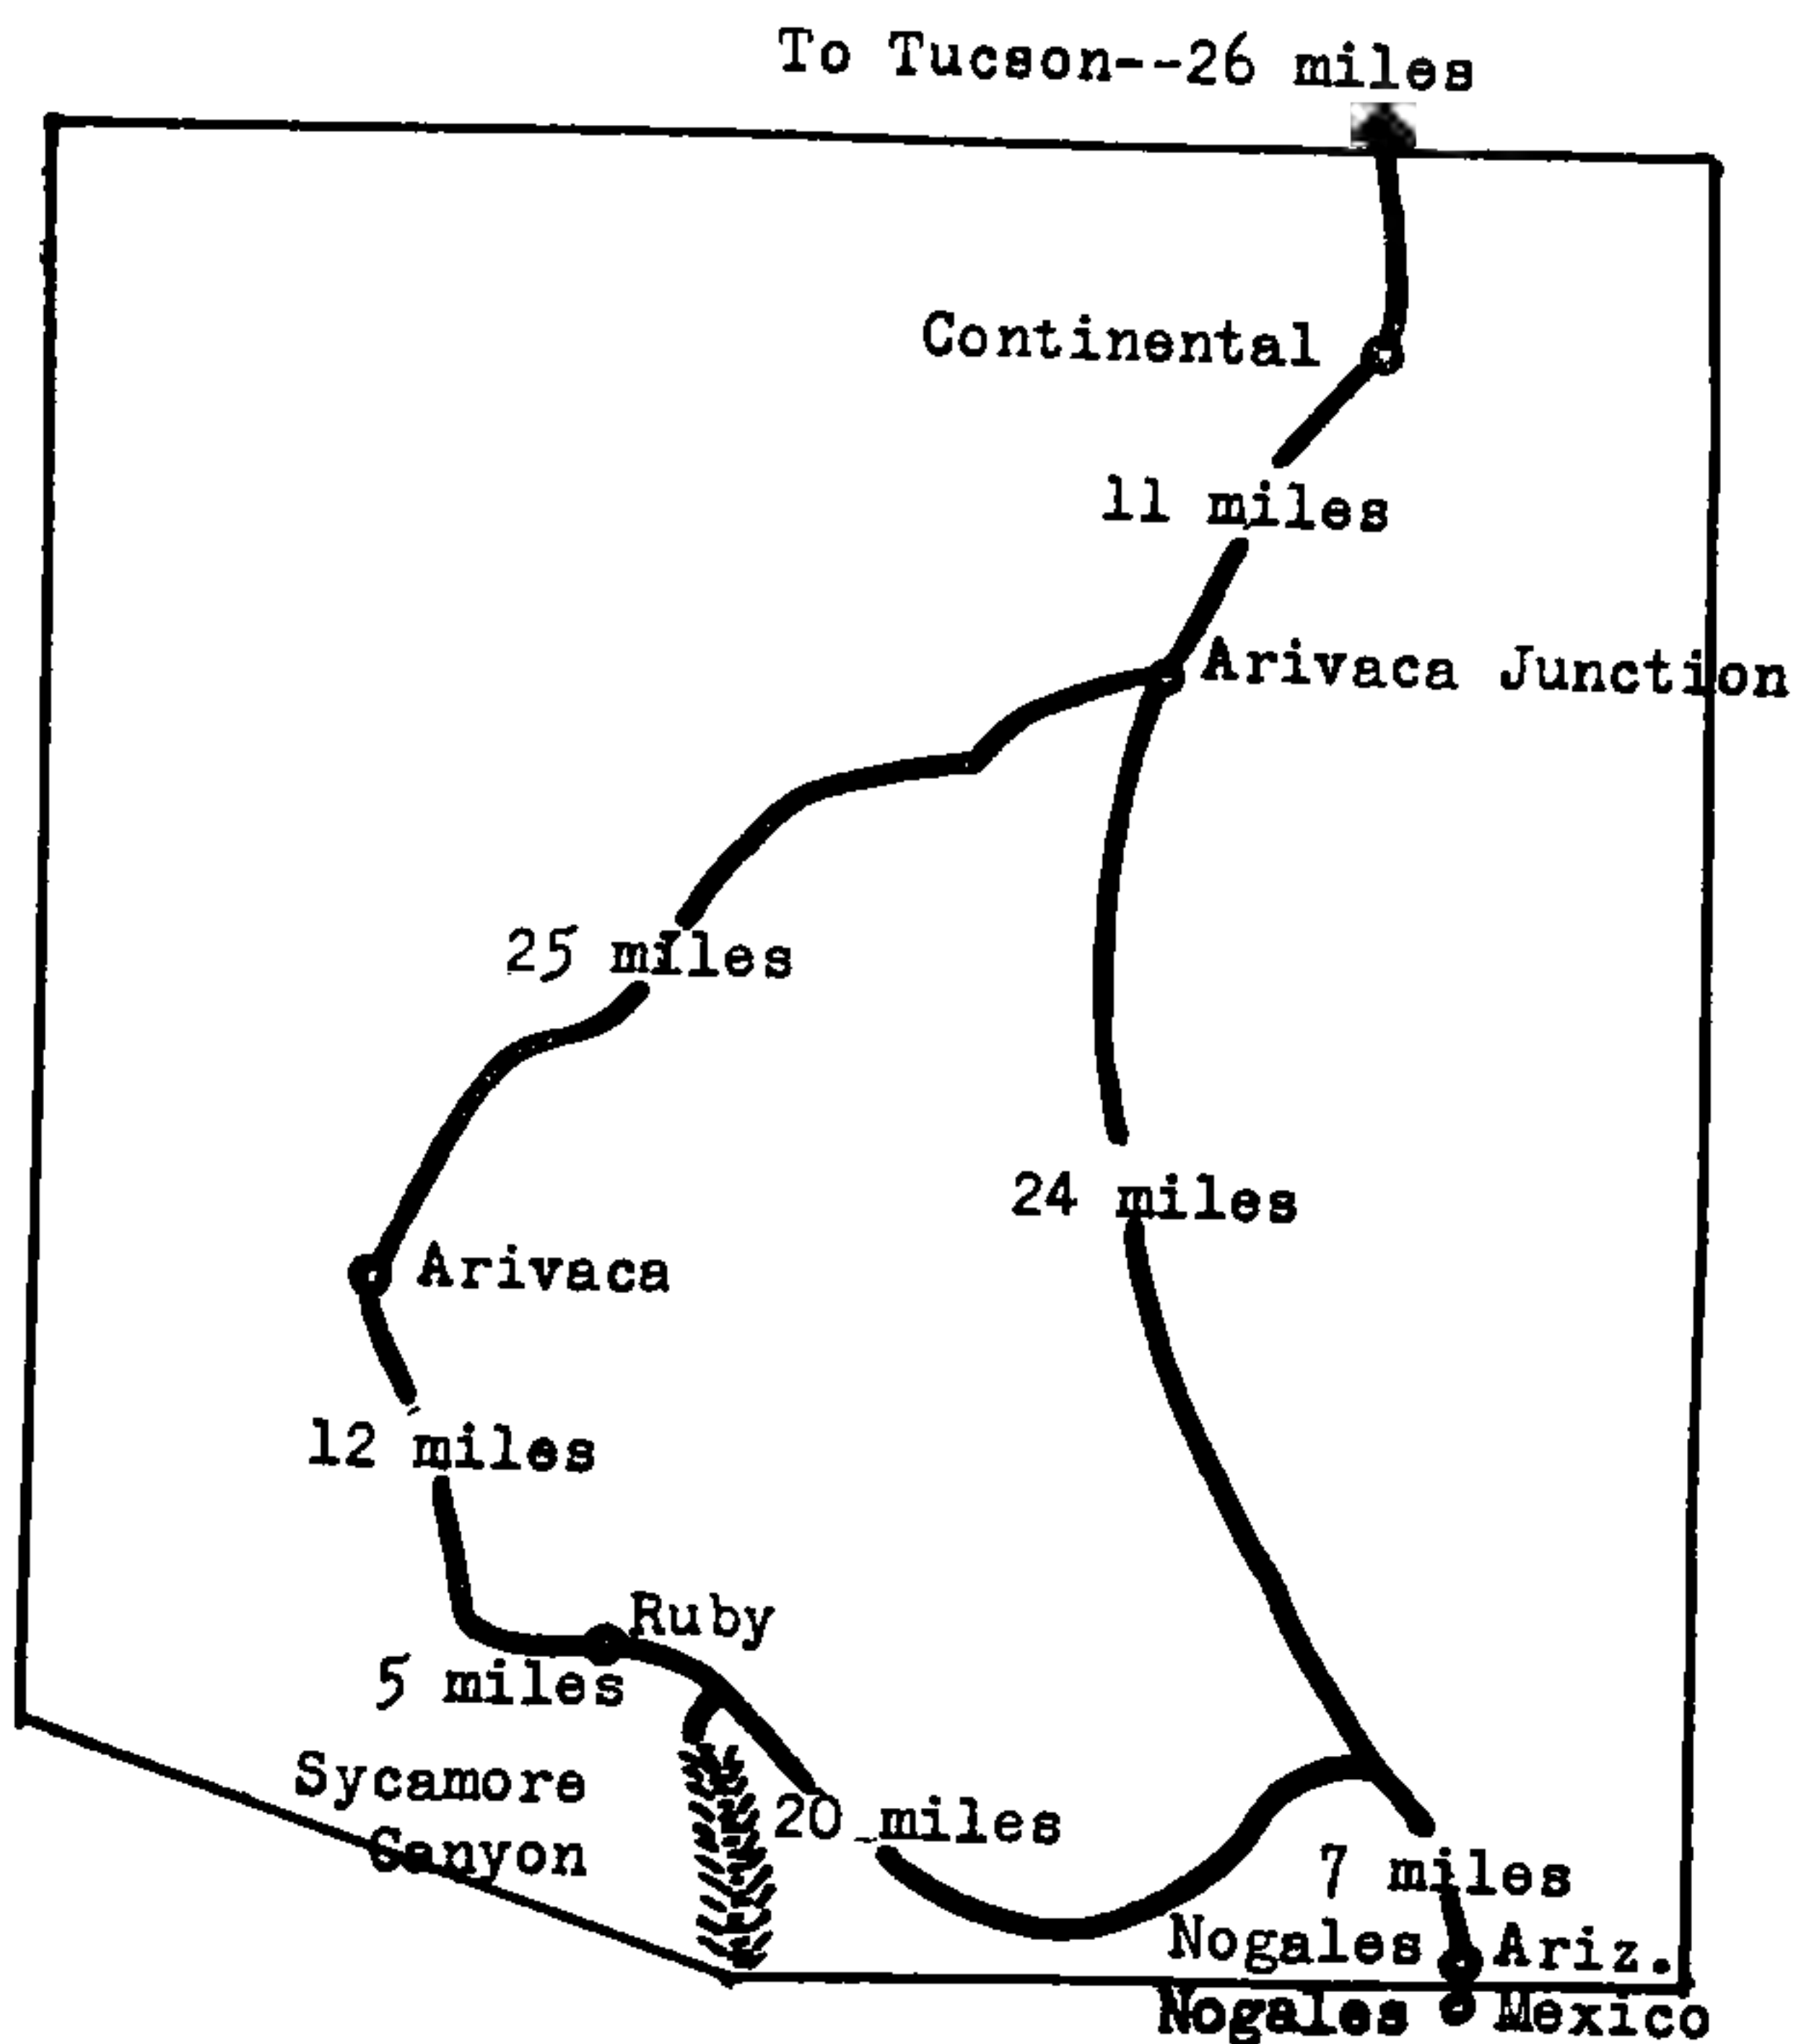 To Tucson--26 miles
Continental
11 miles
Arivaca Junction
25 miles
24 miles
Arivaca
12 miles
Ruby
5 miles
Sycamore
Canyon
20 miles
7 miles
Nogales Ariz.
Nogales Mexico